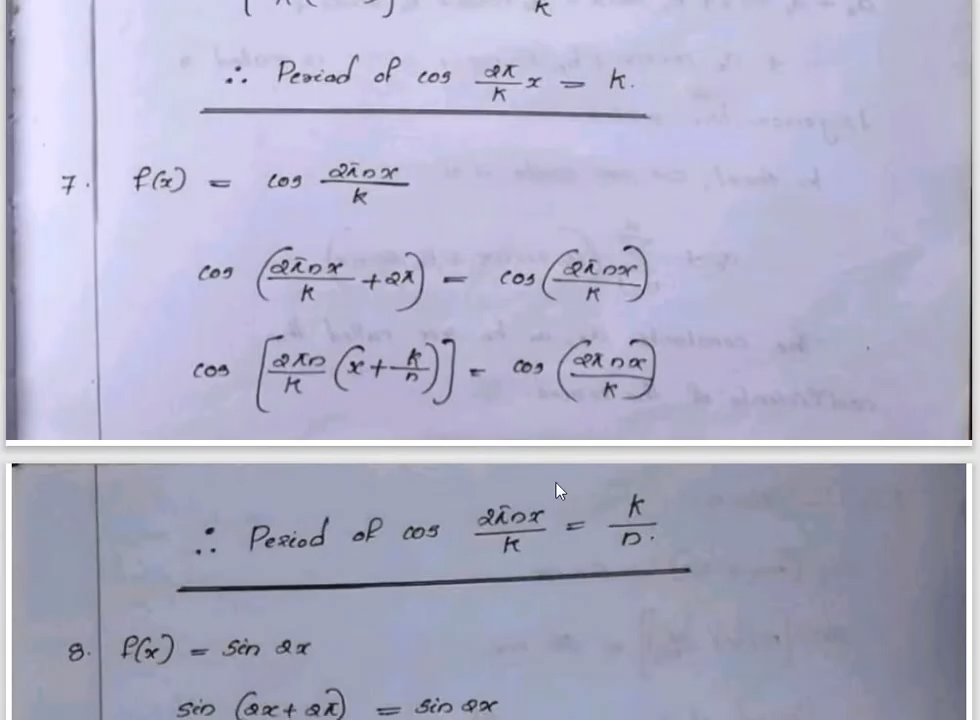 ∴ Period of cos 2π/k x = k.
7. f(x) = cos 2πnx/k
cos (2πnx/k + 2π) = cos (2πnx/k)
cos [2πn/k (x + k/n)] = cos (2πnx/k)
∴ Period of cos 2πnx/k = k/n.
8. f(x) = sin 2x
sin (2x + 2π) = sin 2x